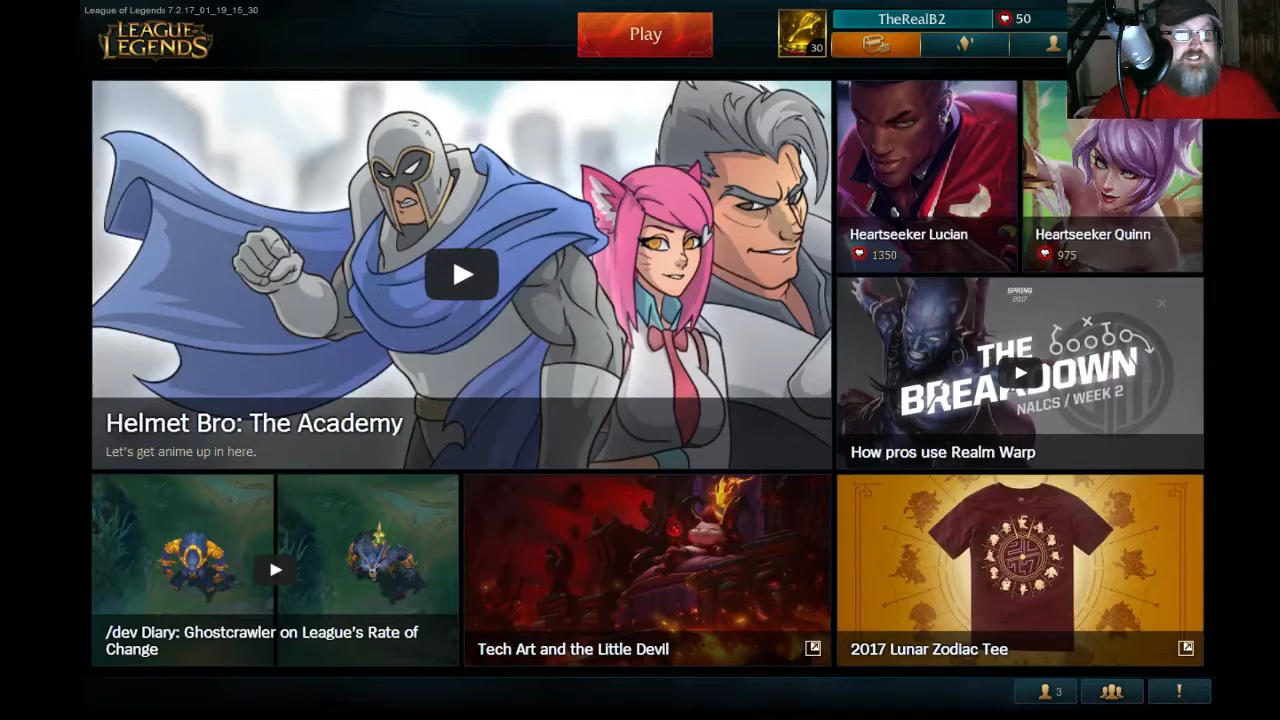 League of Legends 7.2.17_01_19_15_30
LEAGUE OF LEGENDS
Play
30
TheRealB2
50
Helmet Bro: The Academy
Let's get anime up in here.
Heartseeker Lucian
1350
Heartseeker Quinn
975
SPRING
2017
THE
BREAKDOWN
NALCS / WEEK 2
How pros use Realm Warp
/dev Diary: Ghostcrawler on League's Rate of
Change
Tech Art and the Little Devil
2017 Lunar Zodiac Tee
3